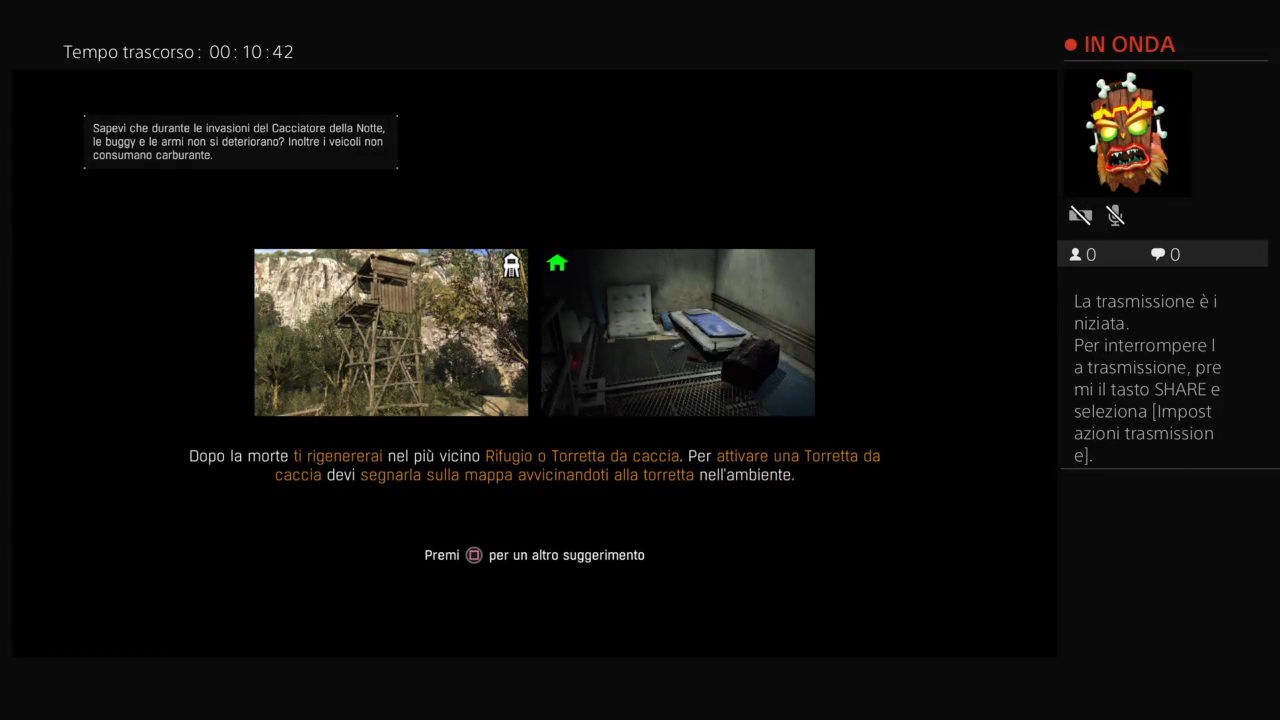 Tempo trascorso: 00:10:42
IN ONDA
Sapevi che durante le invasioni del Cacciatore della Notte,
le buggy e le armi non si deteriorano? Inoltre i veicoli non
consumano carburante.
0 0
La trasmissione è i
niziata.
Per interrompere l
a trasmissione, pre
mi il tasto SHARE e
seleziona [Impost
azioni trasmission
e].
Dopo la morte ti rigenererai nel più vicino Rifugio o Torretta da caccia. Per attivare una Torretta da
caccia devi segnarla sulla mappa avvicinandoti alla torretta nell'ambiente.
Premi per un altro suggerimento